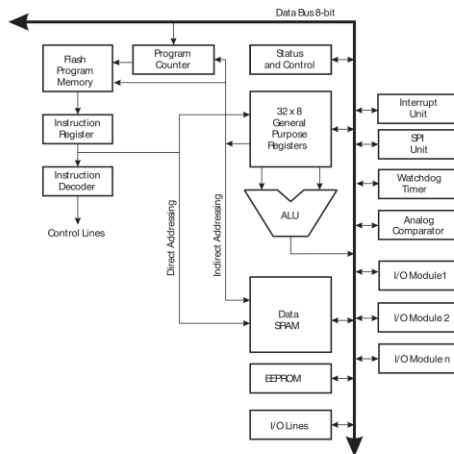 Data Bus 8-bit
Flash
Program
Memory
Program
Counter
Status
and Control
Instruction
Register
32 x 8
General
Purpose
Registers
Interrupt
Unit
SPI
Unit
Instruction
Decoder
Watchdog
Timer
Control Lines
Direct Addressing
Indirect Addressing
ALU
Analog
Comparator
I/O Module1
Data
SRAM
I/O Module 2
I/O Module n
EEPROM
I/O Lines